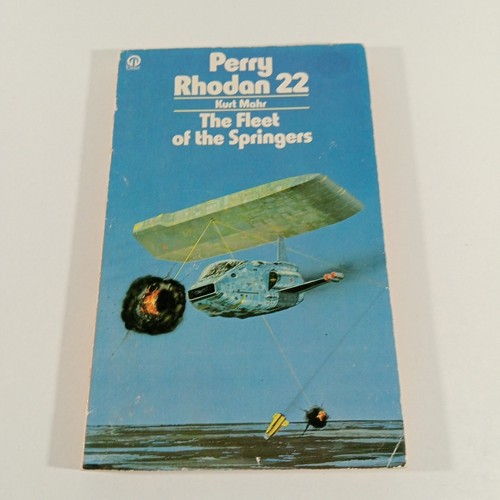 Perry
Rhodan 22
Kurt Mahr
The Fleet
of the Springers